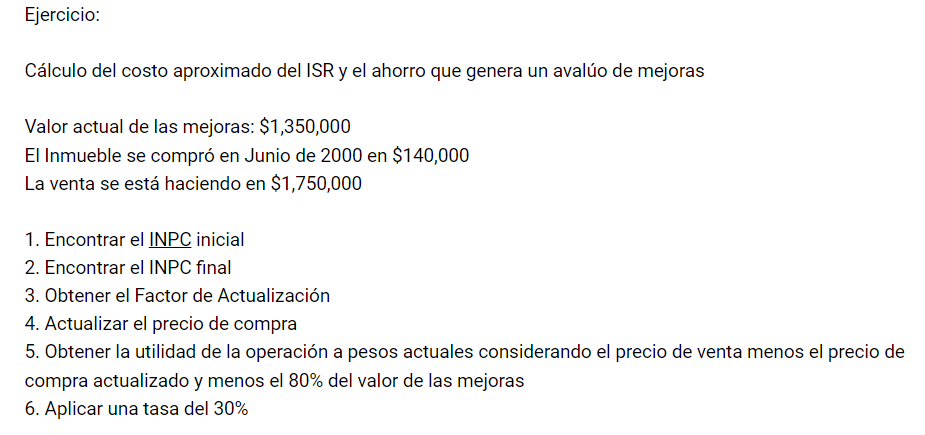 Ejercicio:
Cálculo del costo aproximado del ISR y el ahorro que genera un avalúo de mejoras
Valor actual de las mejoras: $1,350,000
El Inmueble se compró en Junio de 2000 en $140,000
La venta se está haciendo en $1,750,000
1. Encontrar el INPC inicial
2. Encontrar el INPC final
3. Obtener el Factor de Actualización
4. Actualizar el precio de compra
5. Obtener la utilidad de la operación a pesos actuales considerando el precio de venta menos el precio de
compra actualizado y menos el 80% del valor de las mejoras
6. Aplicar una tasa del 30%